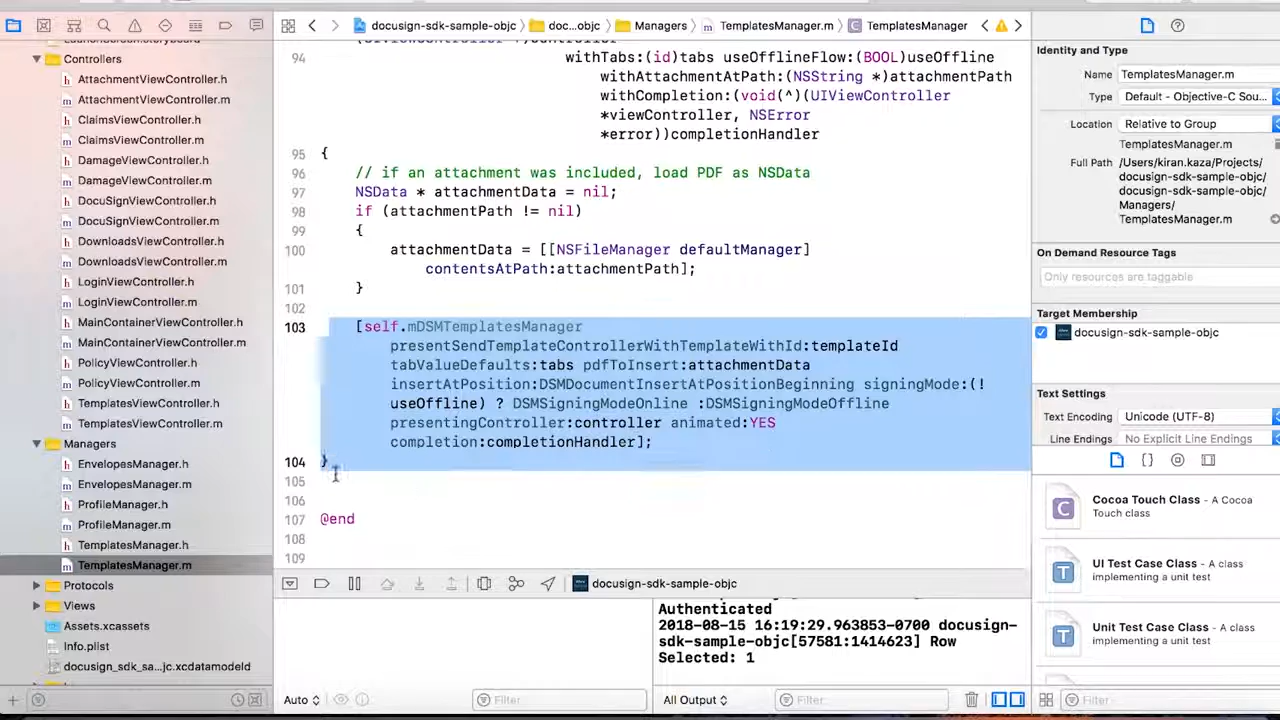 docusign-sdk-sample-objc
doc...objc
Managers
TemplatesManager.m
TemplatesManager
Controllers
AttachmentViewController.h
AttachmentViewController.m
ClaimsViewController.h
ClaimsViewController.m
DamageViewController.h
DamageViewController.m
DocuSignViewController.h
DocuSignViewController.m
DownloadsViewController.h
DownloadsViewController.m
LoginViewController.h
LoginViewController.m
MainContainerViewController.h
MainContainerViewController.m
PolicyViewController.h
PolicyViewController.m
TemplatesViewController.h
TemplatesViewController.m
Managers
EnvelopesManager.h
EnvelopesManager.m
ProfileManager.h
ProfileManager.m
TemplatesManager.h
TemplatesManager.m
Protocols
Views
Assets.xcassets
Info.plist
docusign_sdk_sa...jc.xcdatamodeld
94 withTabs:(id)tabs useOfflineFlow:(BOOL)useOffline
withAttachmentAtPath:(NSString *)attachmentPath
withCompletion:(void(^)(UIViewController
*viewController, NSError
*error))completionHandler
95 {
96 // if an attachment was included, load PDF as NSData
97 NSData * attachmentData = nil;
98 if (attachmentPath != nil)
99 {
100 attachmentData = [[NSFileManager defaultManager]
contentsAtPath:attachmentPath];
101 }
102
103 [self.mDSMTemplatesManager
presentSendTemplateControllerWithTemplateWithId:templateId
tabValueDefaults:tabs pdfToInsert:attachmentData
insertAtPosition:DSMDocumentInsertAtPositionBeginning signingMode:(!
useOffline) ? DSMSigningModeOnline :DSMSigningModeOffline
presentingController:controller animated:YES
completion:completionHandler];
104 }
105
106
107 @end
108
109
docusign-sdk-sample-objc
Authenticated
2018-08-15 16:19:29.963853-0700 docusign-
sdk-sample-objc[57581:1414623] Row
Selected: 1
Auto
Filter
All Output
Filter
Identity and Type
Name TemplatesManager.m
Type Default - Objective-C Sou...
Location Relative to Group
TemplatesManager.m
Full Path /Users/kiran.kaza/Projects/
docusign-sdk-sample-objc/
docusign-sdk-sample-objc/
Managers/
TemplatesManager.m
On Demand Resource Tags
Only resources are taggable
Target Membership
docusign-sdk-sample-objc
Text Settings
Text Encoding Unicode (UTF-8)
Line Endings No Explicit Line Endings
Cocoa Touch Class - A Cocoa
Touch class
UI Test Case Class - A class
implementing a unit test
Unit Test Case Class - A class
implementing a unit test
Filter